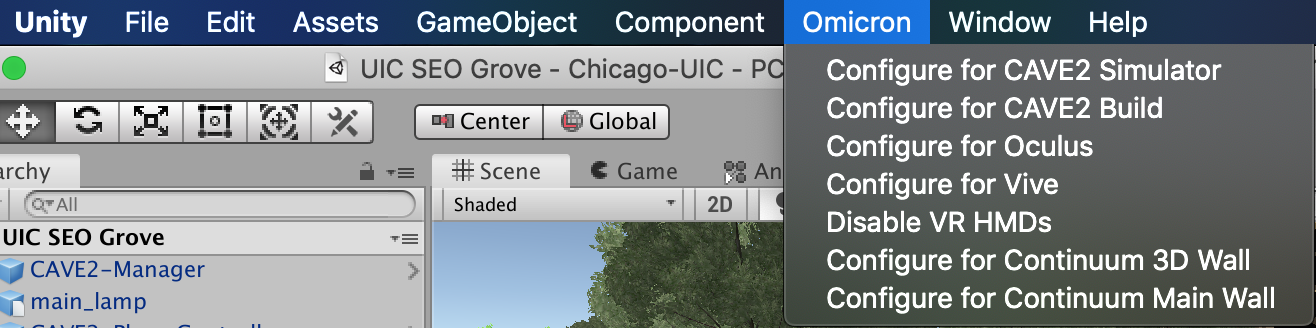 Unity File Edit Assets GameObject Component Omicron Window Help
UIC SEO Grove - Chicago-UIC - PC
Configure for CAVE2 Simulator
Configure for CAVE2 Build
Configure for Oculus
Configure for Vive
Disable VR HMDs
Configure for Continuum 3D Wall
Configure for Continuum Main Wall
Center Global
archy Scene Game An
All Shaded 2D
UIC SEO Grove
CAVE2-Manager
main_lamp